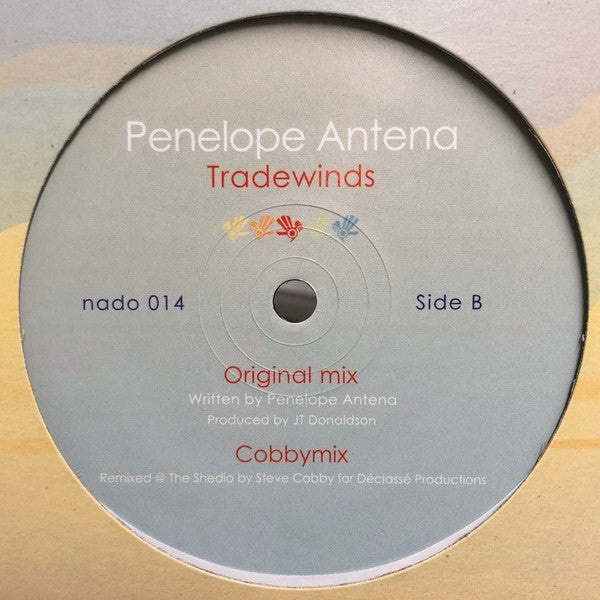 Penelope Antena
Tradewinds
nado 014
Side B
Original mix
Written by Penelope Antena
Produced by JT Donaldson
Cobbymix
Remixed @ The Shedio by Steve Cobby for Déclassé Productions